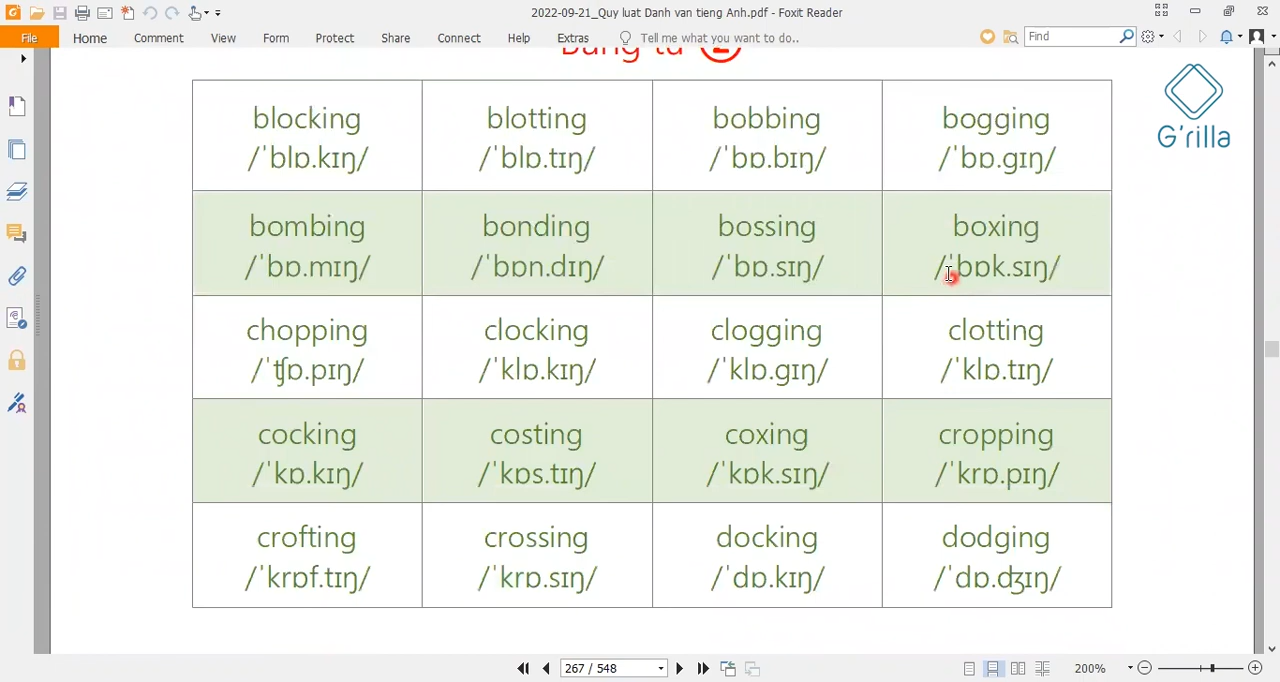 2022-09-21_Quy luat Danh van tieng Anh.pdf - Foxit Reader
File Home Comment View Form Protect Share Connect Help Extras Tell me what you want to do.. Find
G'rilla
blocking blotting bobbing bogging
/ˈblɒ.kɪŋ/ /ˈblɒ.tɪŋ/ /ˈbɒ.bɪŋ/ /ˈbɒ.gɪŋ/
bombing bonding bossing boxing
/ˈbɒ.mɪŋ/ /ˈbɒn.dɪŋ/ /ˈbɒ.sɪŋ/ /ˈbɒk.sɪŋ/
chopping clocking clogging clotting
/ˈʧɒ.pɪŋ/ /ˈklɒ.kɪŋ/ /ˈklɒ.gɪŋ/ /ˈklɒ.tɪŋ/
cocking costing coxing cropping
/ˈkɒ.kɪŋ/ /ˈkɒs.tɪŋ/ /ˈkɒk.sɪŋ/ /ˈkrɒ.pɪŋ/
crofting crossing docking dodging
/ˈkrɒf.tɪŋ/ /ˈkrɒ.sɪŋ/ /ˈdɒ.kɪŋ/ /ˈdɒ.ʤɪŋ/
267 / 548 200%